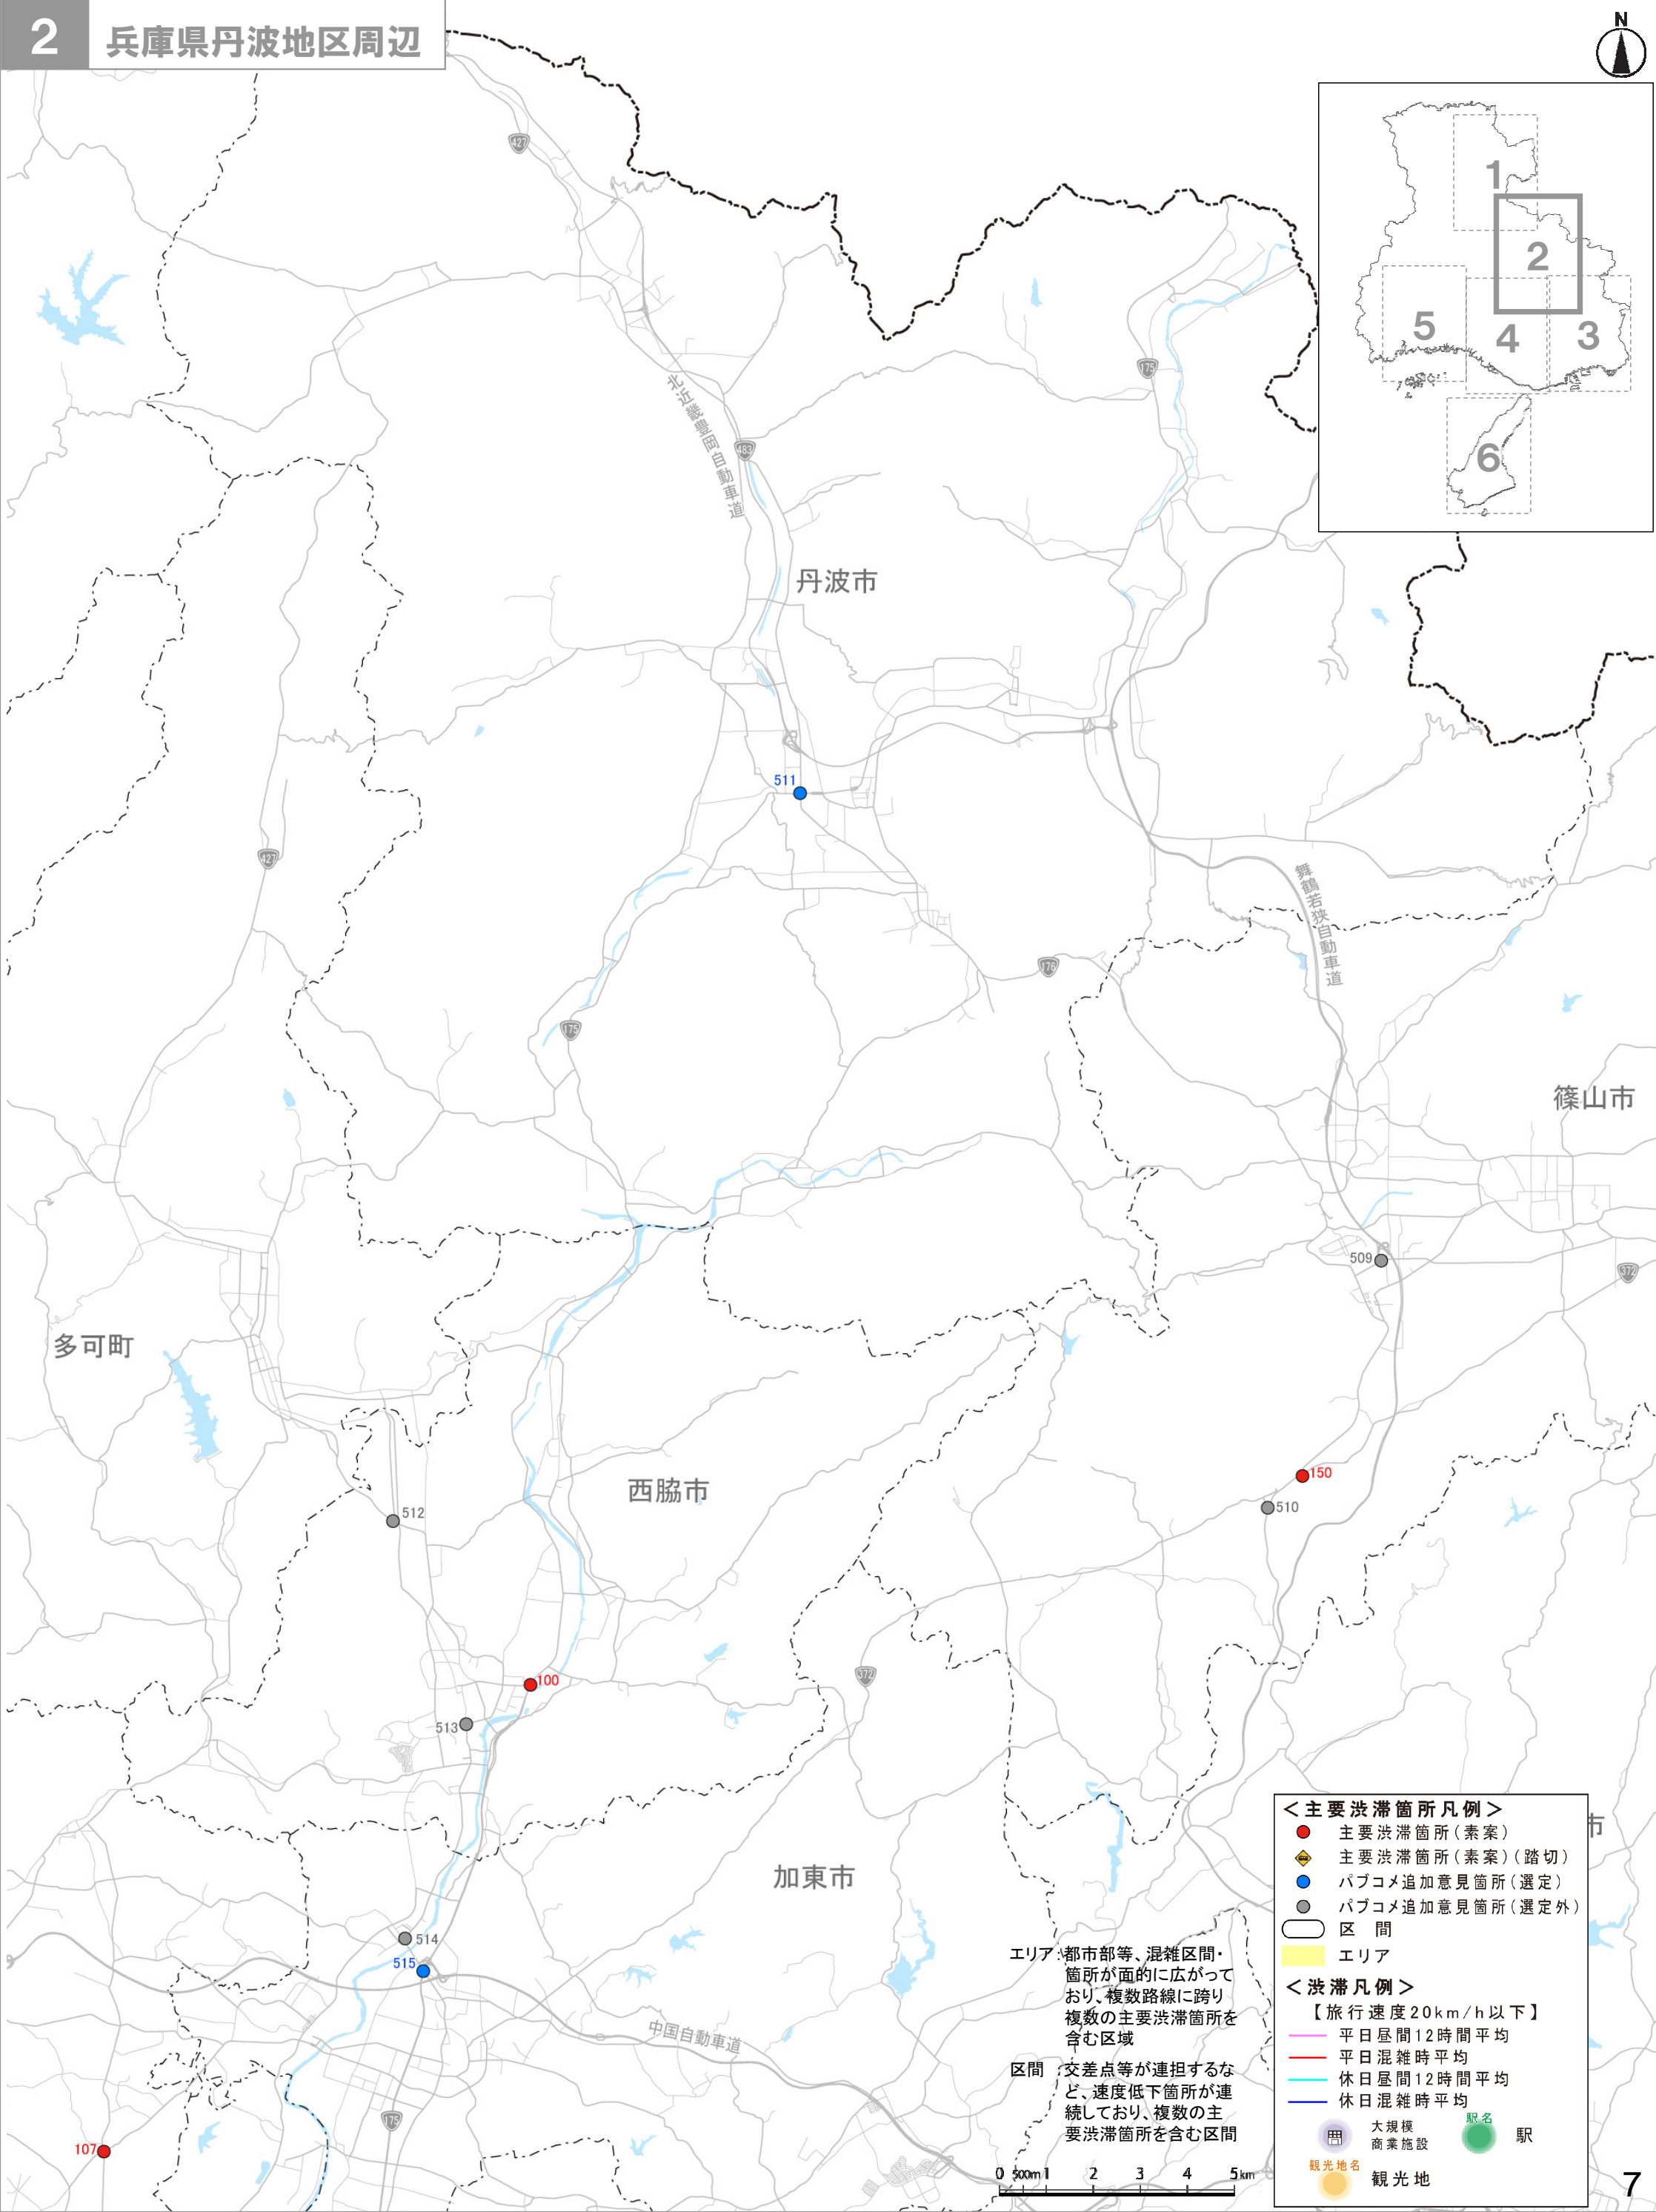 2 兵庫県丹波地区周辺
N
427
1
2
5
4
3
6
175
北近畿豊岡自動車道
483
丹波市
511
427
舞鶴若狭自動車道
176
175
篠山市
509
372
多可町
150
西脇市
510
512
100
372
513
市
加東市
514
515
中国自動車道
175
107
エリア:都市部等、混雑区間・
箇所が面的に広がって
おり、複数路線に跨り
複数の主要渋滞箇所を
含む区域
区間 :交差点等が連担するな
ど、速度低下箇所が連
続しており、複数の主
要渋滞箇所を含む区間
0 500m 1 2 3 4 5km
<主要渋滞箇所凡例>
主要渋滞箇所(素案)
主要渋滞箇所(素案)(踏切)
パブコメ追加意見箇所(選定)
パブコメ追加意見箇所(選定外)
区 間
エリア
<渋滞凡例>
【旅行速度20km/h以下】
平日昼間12時間平均
平日混雑時平均
休日昼間12時間平均
休日混雑時平均
大規模
商業施設
駅名
駅
観光地名
観光地
7